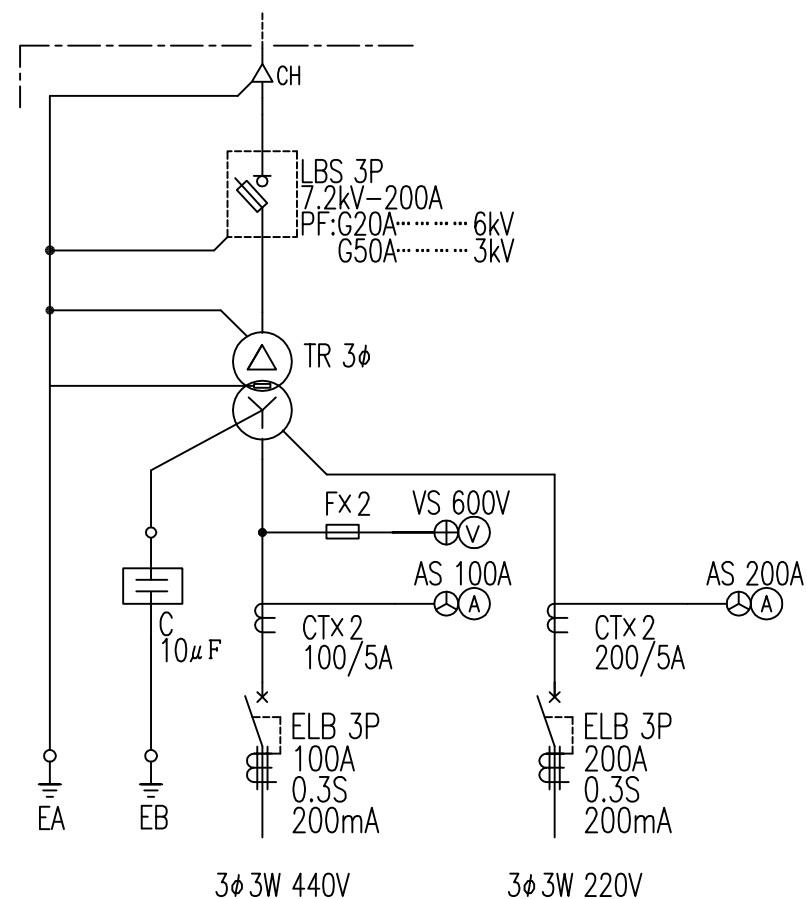 CH
LBS 3P
7.2kV-200A
PF:G20A⋯⋯⋯6kV
G50A⋯⋯⋯3kV
TR 3φ
F×2
VS 600V
V
AS 100A
A
AS 200A
A
C
10μF
CT×2
100/5A
CT×2
200/5A
ELB 3P
100A
0.3S
200mA
ELB 3P
200A
0.3S
200mA
EA
EB
3φ3W 440V
3φ3W 220V